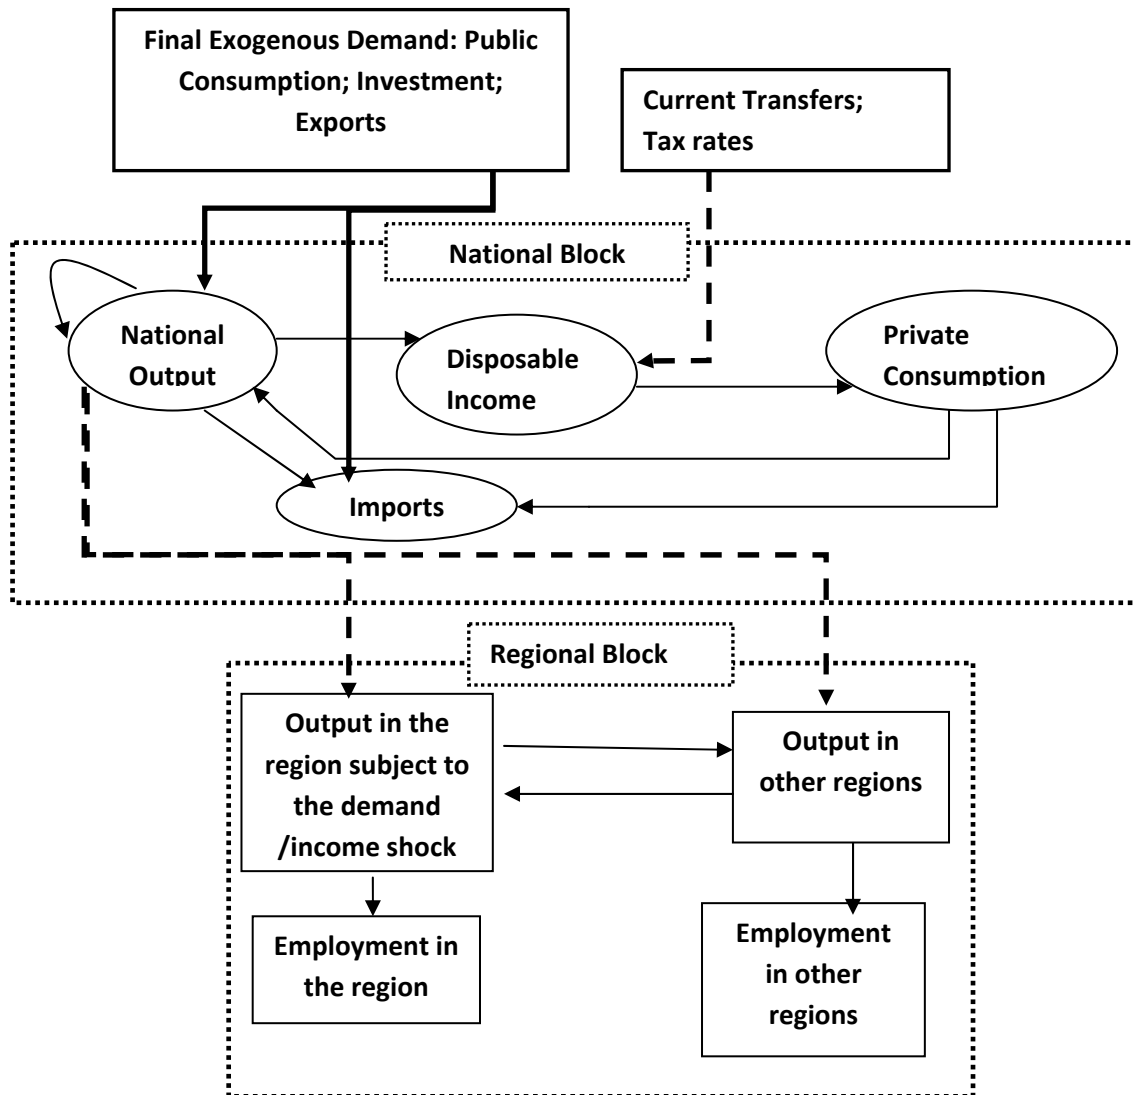 Final Exogenous Demand: Public
Consumption; Investment;
Exports
Current Transfers;
Tax rates
National Block
National
Output
Disposable
Income
Private
Consumption
Imports
Regional Block
Output in the
region subject to
the demand
/income shock
Output in
other regions
Employment in
the region
Employment
in other
regions